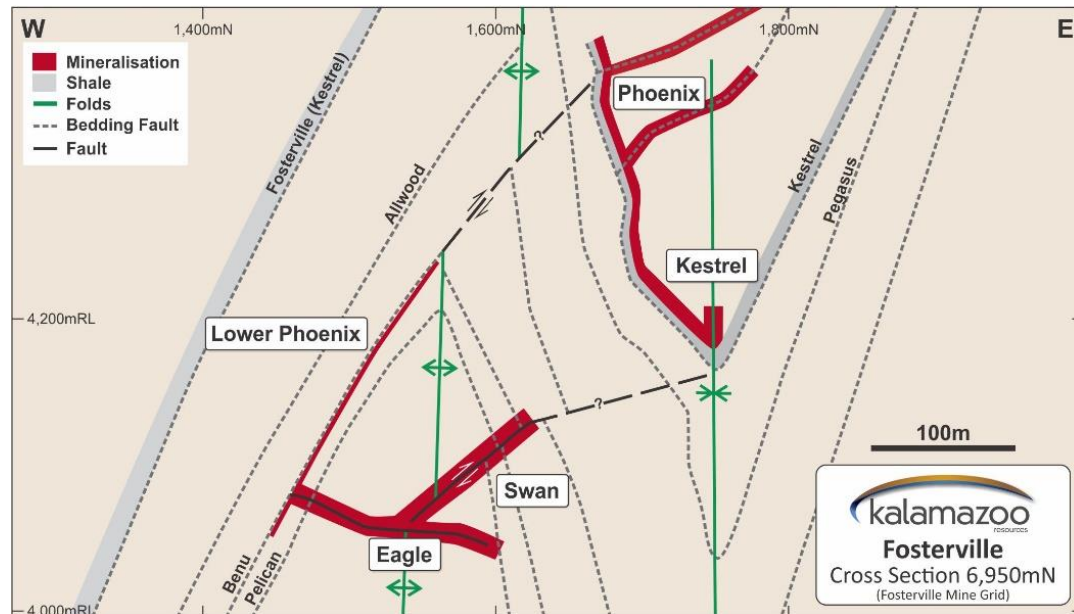 W
1,400mN
1,600mN
1,800mN
E
Mineralisation
Shale
Folds
Bedding Fault
Fault
Fosterville (Kestrel)
Allwood
?
Phoenix
Kestrel
Pegasus
Kestrel
4,200mRL
Lower Phoenix
?
100m
Swan
Eagle
Benu
Pelican
4,000mRL
kalamazoo
resources
Fosterville
Cross Section 6,950mN
(Fosterville Mine Grid)